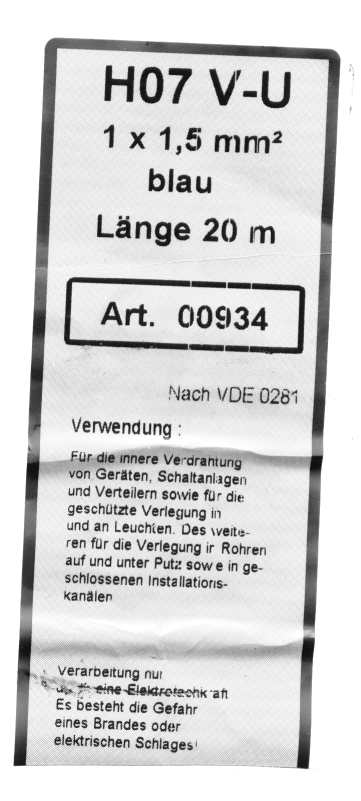 H07 V-U
1 x 1,5 mm²
blau
Länge 20 m
Art. 00934
Nach VDE 0281
Verwendung :
Für die innere Verdrahtung
von Geräten, Schaltanlagen
und Verteilern sowie für die
geschützte Verlegung in
und an Leuchten. Des weite-
ren für die Verlegung in Rohren
auf und unter Putz sowie in ge-
schlossenen Installations-
kanälen
Verarbeitung nur
eine Elektrofachkraft
Es besteht die Gefahr
eines Brandes oder
elektrischen Schlages!